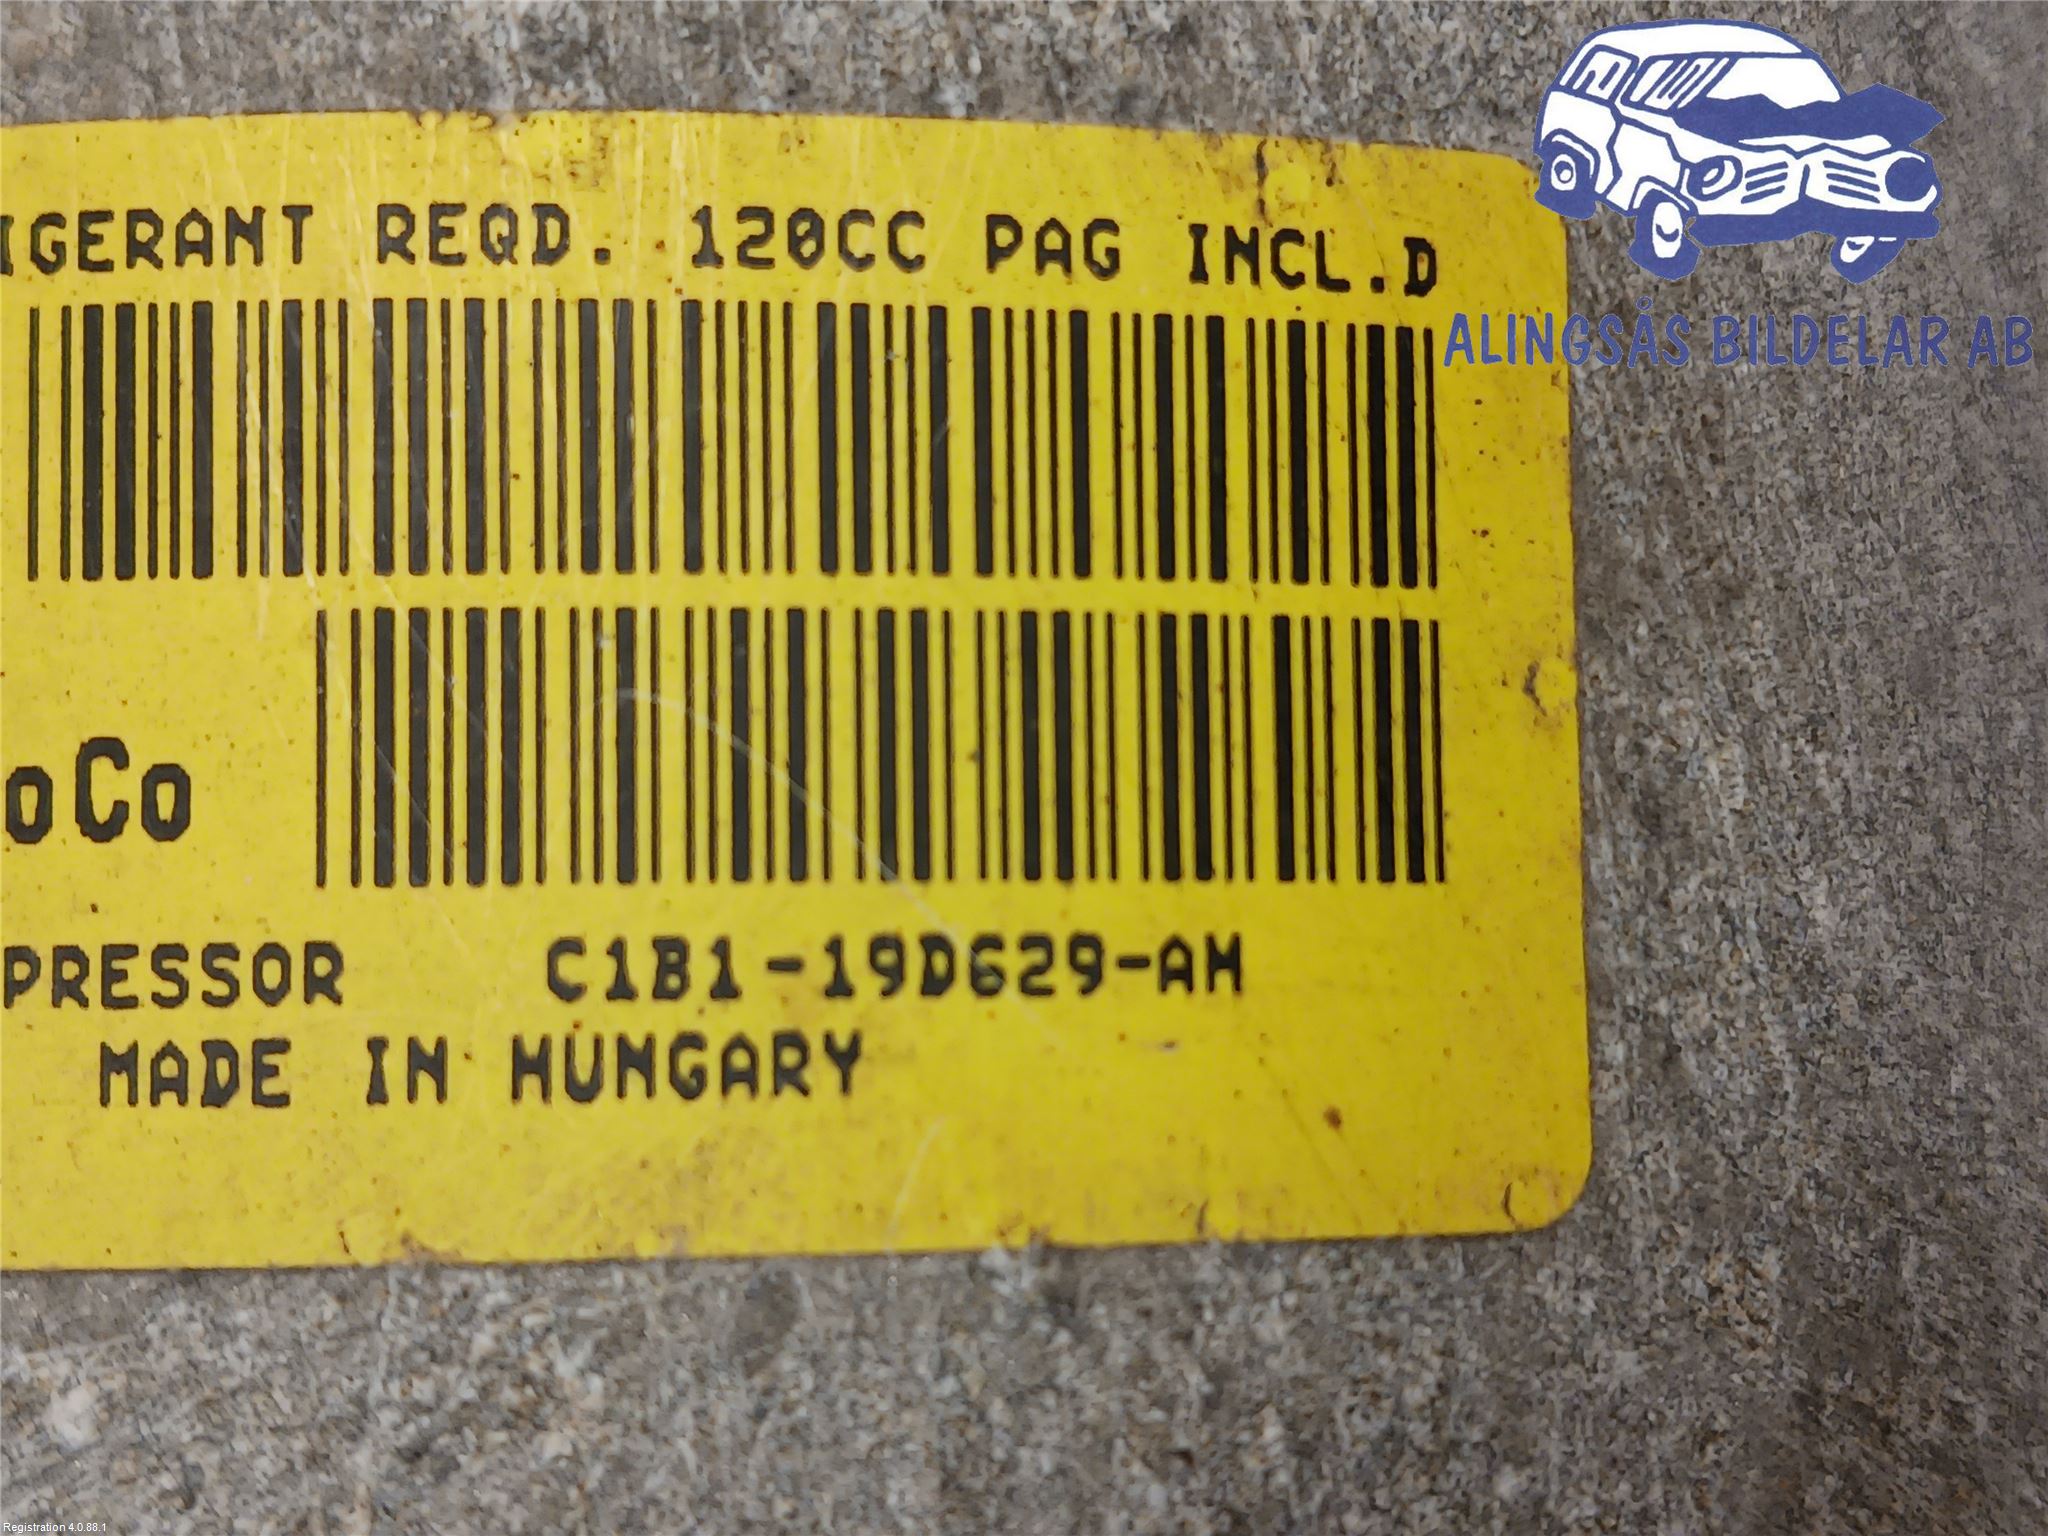 IGERANT REQD. 120CC PAG INCL.D
ALINGSÅS BILDELAR AB
oCo
PRESSOR C1B1-19D629-AH
MADE IN HUNGARY
Registration 4.0.88.1